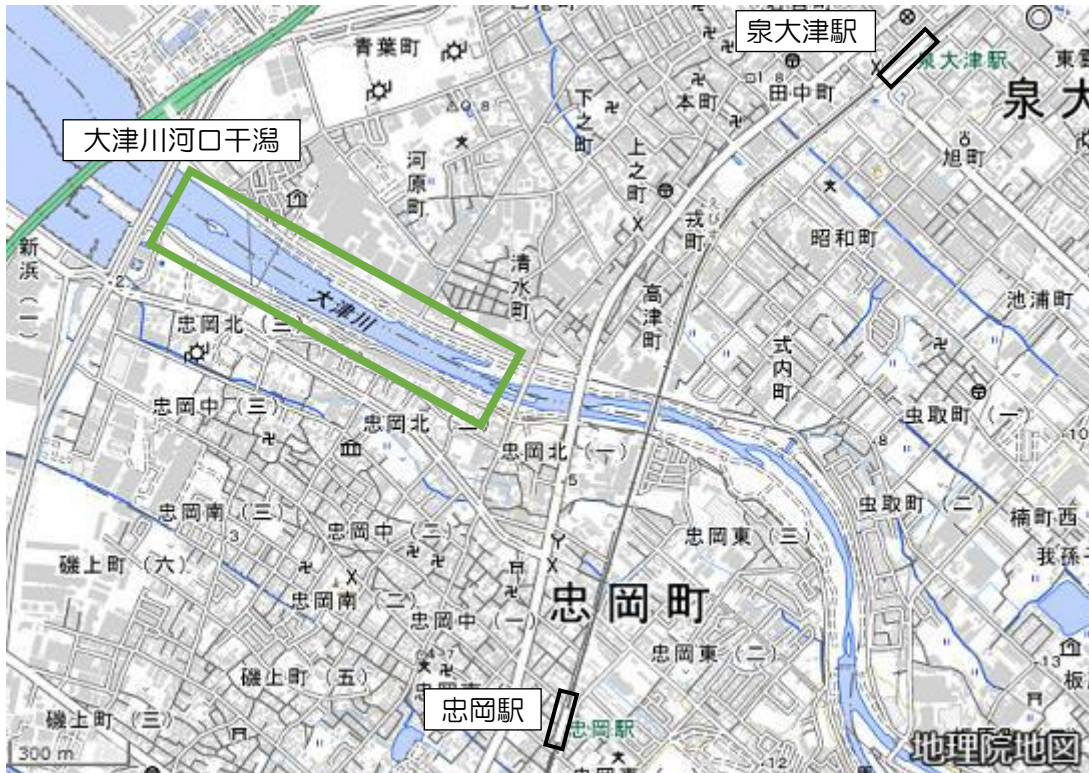 泉大津駅
泉大津駅
青葉町
田中町
本町
下之町
泉大
大津川河口干潟
旭町
上之町
河原町
戎町
昭和町
新浜(一)
清水町
高津町
池浦町
大津川
2
忠岡北(三)
式内町
忠岡中(三)
虫取町(一)
10
忠岡北(一)
8
5
忠岡南(三)
3
忠岡中(二)
忠岡東(三)
虫取町(二)
楠町西
磯上町(六)
忠岡南(二)
忠岡町
忠岡中(一)
忠岡東(二)
磯上町(五)
13
忠岡駅
忠岡駅
磯上町(三)
300 m
12
地理院地図